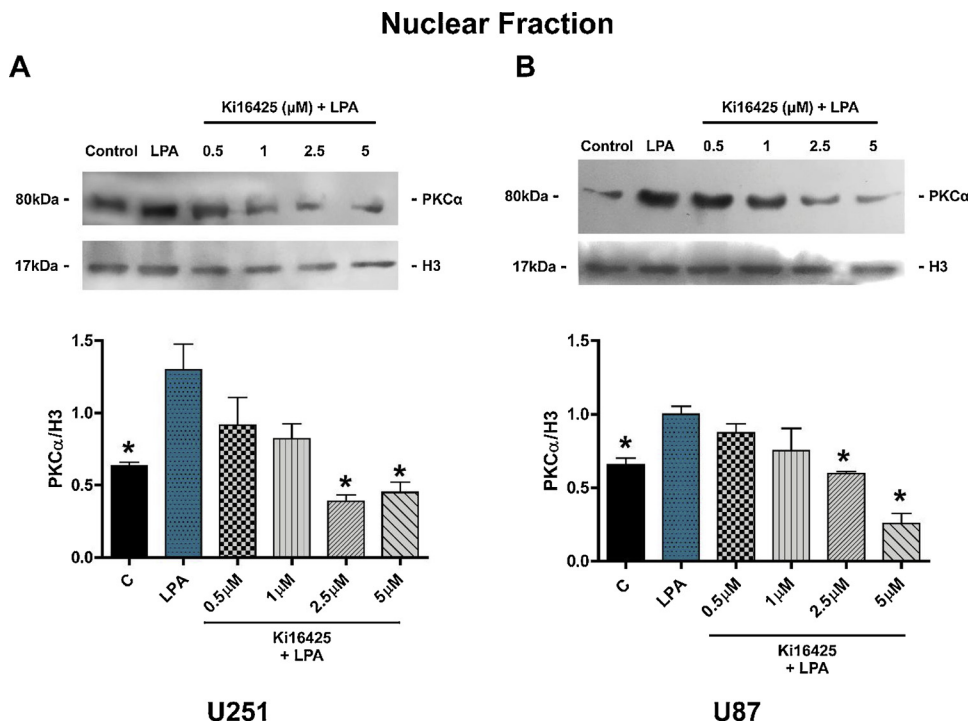 Nuclear Fraction
A
Ki16425 (µM) + LPA
Control LPA 0.5 1 2.5 5
80kDa - - PKCα
17kDa - - H3
1.5
1.0
0.5
0.0
PKCα/H3
*
*
*
C LPA 0.5µM 1µM 2.5µM 5µM
Ki16425
+ LPA
U251
B
Ki16425 (µM) + LPA
Control LPA 0.5 1 2.5 5
80kDa - - PKCα
17kDa - - H3
1.5
1.0
0.5
0.0
PKCα/H3
*
*
*
C LPA 0.5µM 1µM 2.5µM 5µM
Ki16425
+ LPA
U87